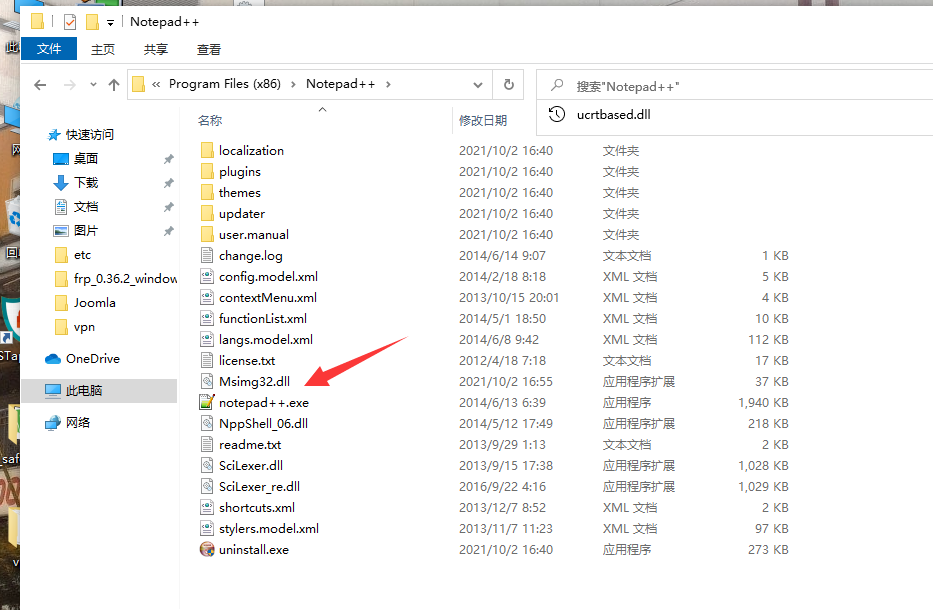 Notepad++
文件 主页 共享 查看
« Program Files (x86) › Notepad++ › 搜索"Notepad++"
ucrtbased.dll
名称 修改日期
快速访问
桌面
下载
文档
图片
etc
frp_0.36.2_window
Joomla
vpn
OneDrive
此电脑
网络
localization 2021/10/2 16:40 文件夹
plugins 2021/10/2 16:40 文件夹
themes 2021/10/2 16:40 文件夹
updater 2021/10/2 16:40 文件夹
user.manual 2021/10/2 16:40 文件夹
change.log 2014/6/14 9:07 文本文档 1 KB
config.model.xml 2014/2/18 8:18 XML 文档 5 KB
contextMenu.xml 2013/10/15 20:01 XML 文档 4 KB
functionList.xml 2014/5/1 18:50 XML 文档 10 KB
langs.model.xml 2014/6/8 9:42 XML 文档 112 KB
license.txt 2012/4/18 7:18 文本文档 17 KB
Msimg32.dll 2021/10/2 16:55 应用程序扩展 37 KB
notepad++.exe 2014/6/13 6:39 应用程序 1,940 KB
NppShell_06.dll 2014/5/12 17:49 应用程序扩展 218 KB
readme.txt 2013/9/29 1:13 文本文档 2 KB
SciLexer.dll 2013/9/15 17:38 应用程序扩展 1,028 KB
SciLexer_re.dll 2016/9/22 4:16 应用程序扩展 1,029 KB
shortcuts.xml 2013/12/7 8:52 XML 文档 2 KB
stylers.model.xml 2013/11/7 11:23 XML 文档 97 KB
uninstall.exe 2021/10/2 16:40 应用程序 273 KB